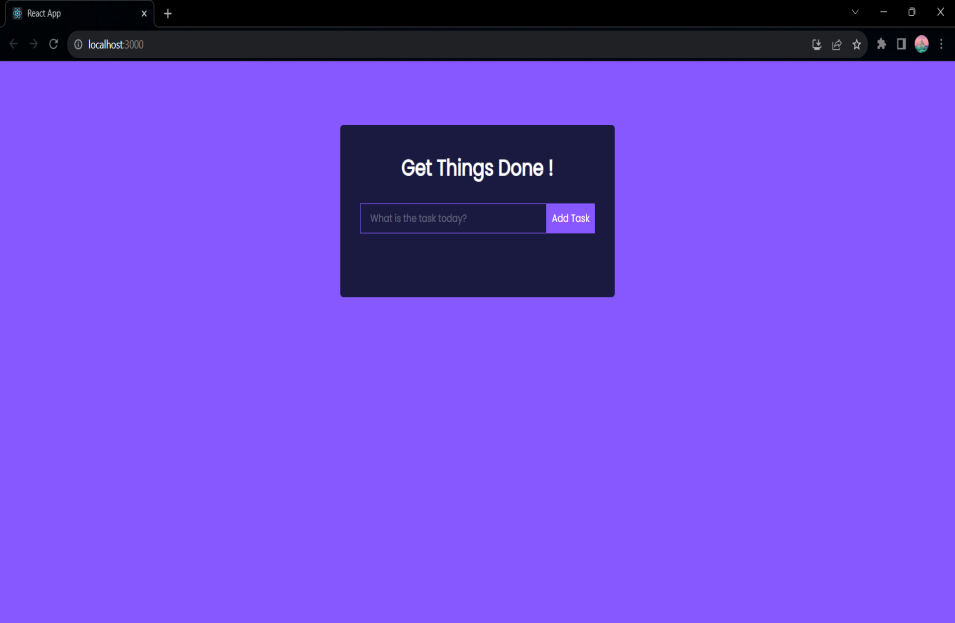 React App
localhost:3000
Get Things Done !
What is the task today?
Add Task